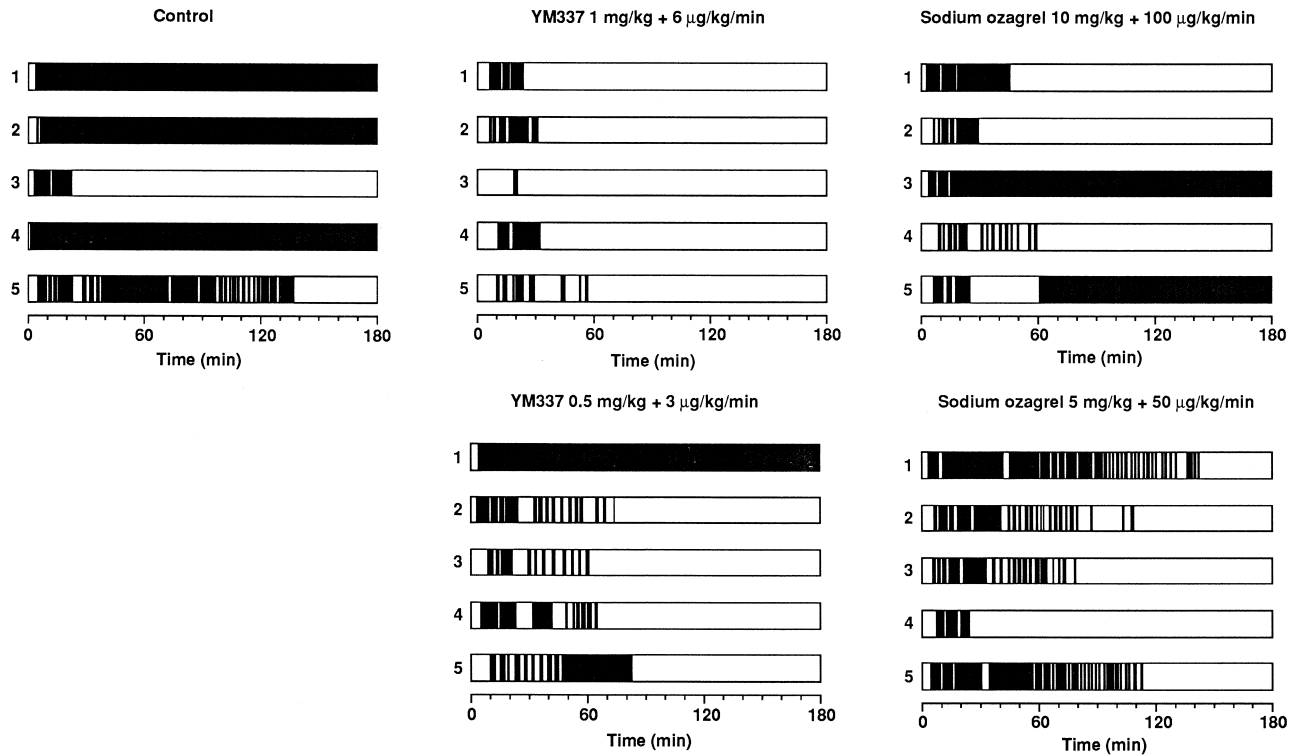 Control
1
2
3
4
5
0 60 120 180
Time (min)
YM337 1 mg/kg + 6 μg/kg/min
1
2
3
4
5
0 60 120 180
Time (min)
Sodium ozagrel 10 mg/kg + 100 μg/kg/min
1
2
3
4
5
0 60 120 180
Time (min)
YM337 0.5 mg/kg + 3 μg/kg/min
1
2
3
4
5
0 60 120 180
Time (min)
Sodium ozagrel 5 mg/kg + 50 μg/kg/min
1
2
3
4
5
0 60 120 180
Time (min)